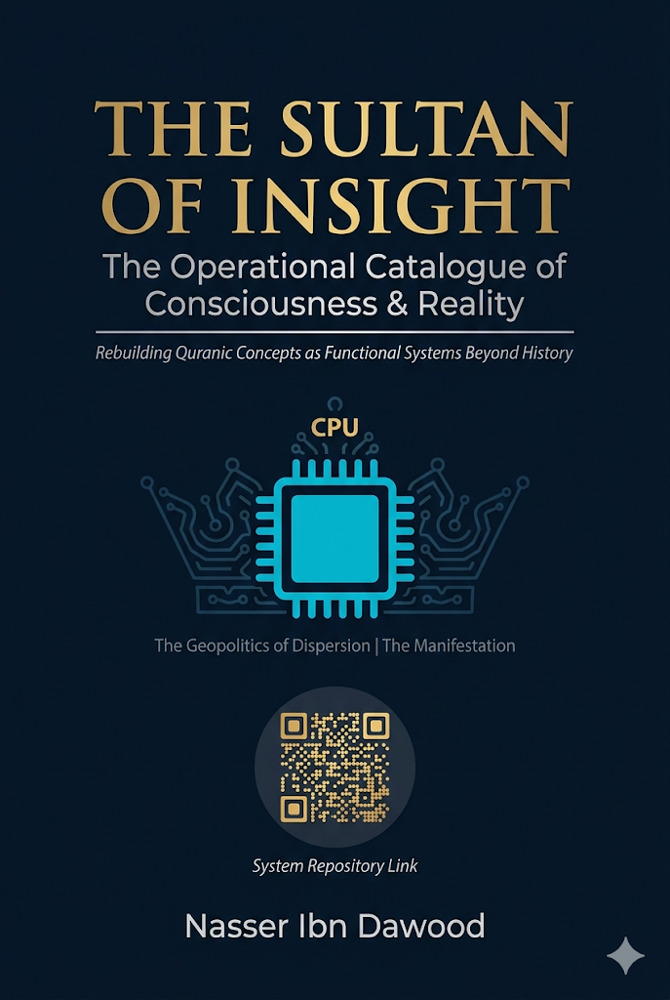 THE SULTAN
OF INSIGHT
The Operational Catalogue of
Consciousness & Reality
Rebuilding Quranic Concepts as Functional Systems Beyond History
CPU
The Geopolitics of Dispersion | The Manifestation
System Repository Link
Nasser Ibn Dawood